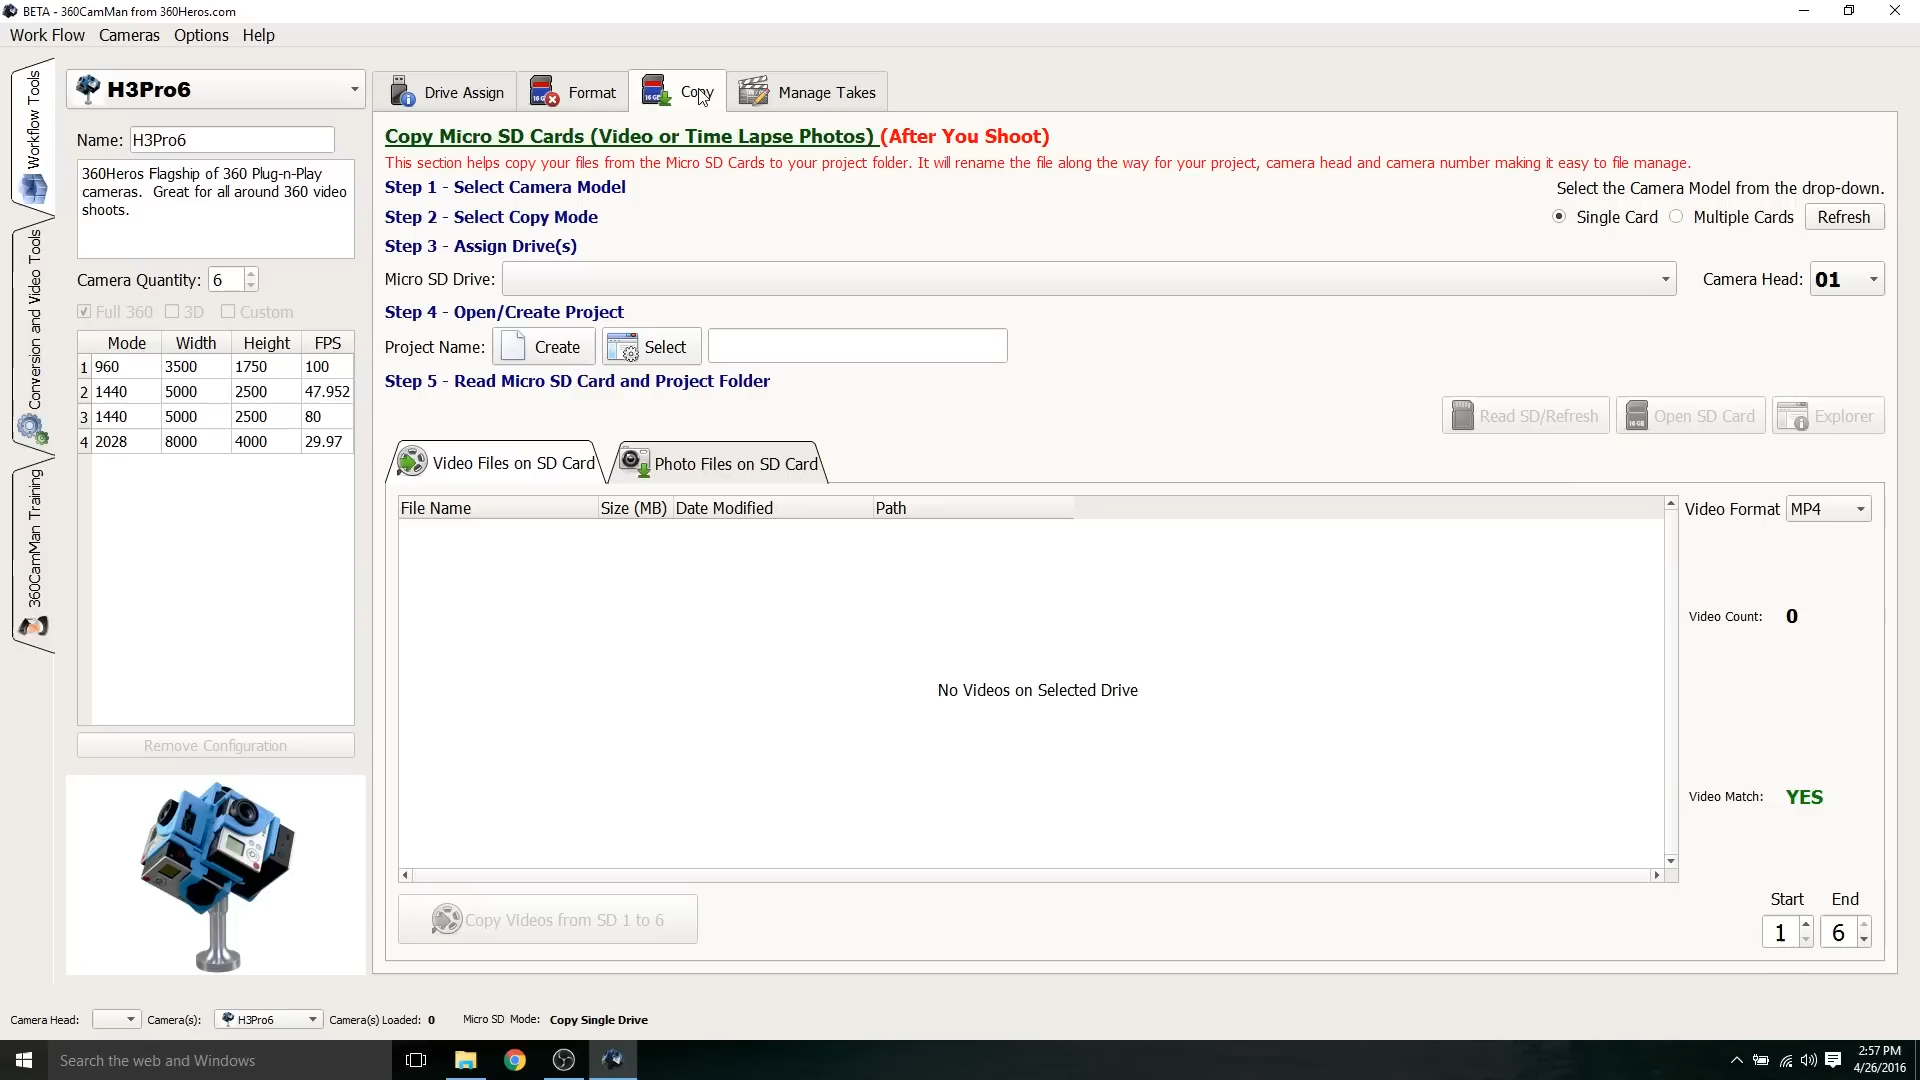 BETA - 360CamMan from 360Heros.com
Work Flow Cameras Options Help
Workflow Tools
Conversion and Video Tools
360CamMan Training
H3Pro6
Name: H3Pro6
360Heros Flagship of 360 Plug-n-Play
cameras. Great for all around 360 video
shoots.
Camera Quantity: 6
Full 360 3D Custom
Mode Width Height FPS
1 960 3500 1750 100
2 1440 5000 2500 47.952
3 1440 5000 2500 80
4 2028 8000 4000 29.97
Remove Configuration
Drive Assign Format Copy Manage Takes
Copy Micro SD Cards (Video or Time Lapse Photos) (After You Shoot)
This section helps copy your files from the Micro SD Cards to your project folder. It will rename the file along the way for your project, camera head and camera number making it easy to file manage.
Step 1 - Select Camera Model Select the Camera Model from the drop-down.
Step 2 - Select Copy Mode Single Card Multiple Cards Refresh
Step 3 - Assign Drive(s)
Micro SD Drive: Camera Head: 01
Step 4 - Open/Create Project
Project Name: Create Select
Step 5 - Read Micro SD Card and Project Folder
Read SD/Refresh Open SD Card Explorer
Video Files on SD Card Photo Files on SD Card
File Name Size (MB) Date Modified Path
Video Format MP4
Video Count: 0
No Videos on Selected Drive
Video Match: YES
Start End
1 6
Copy Videos from SD 1 to 6
Camera Head: Camera(s): H3Pro6 Camera(s) Loaded: 0 Micro SD Mode: Copy Single Drive
Search the web and Windows
2:57 PM
4/26/2016